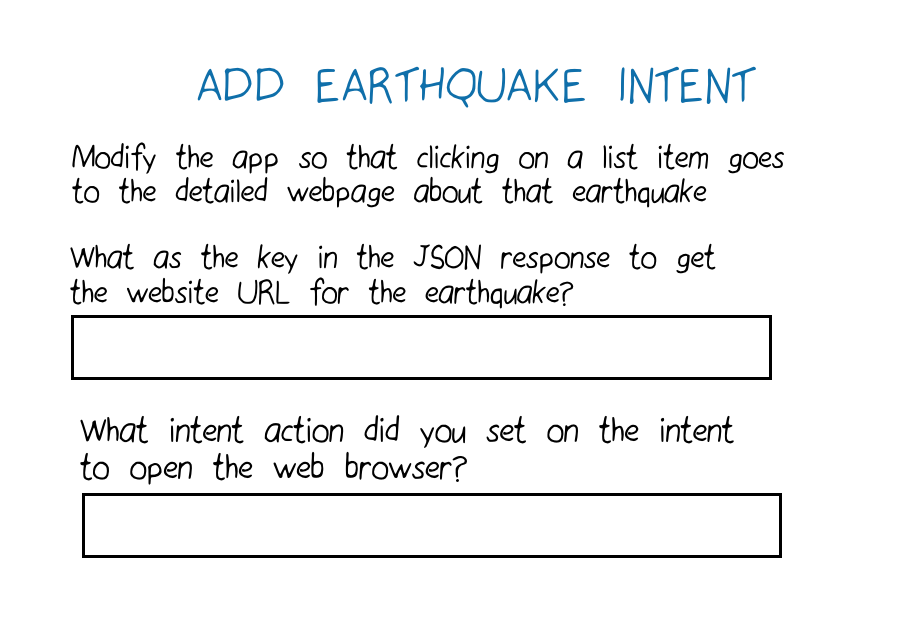 ADD EARTHQUAKE INTENT
Modify the app so that clicking on a list item goes
to the detailed webpage about that earthquake
What as the key in the JSON response to get
the website URL for the earthquake?
What intent action did you set on the intent
to open the web browser?